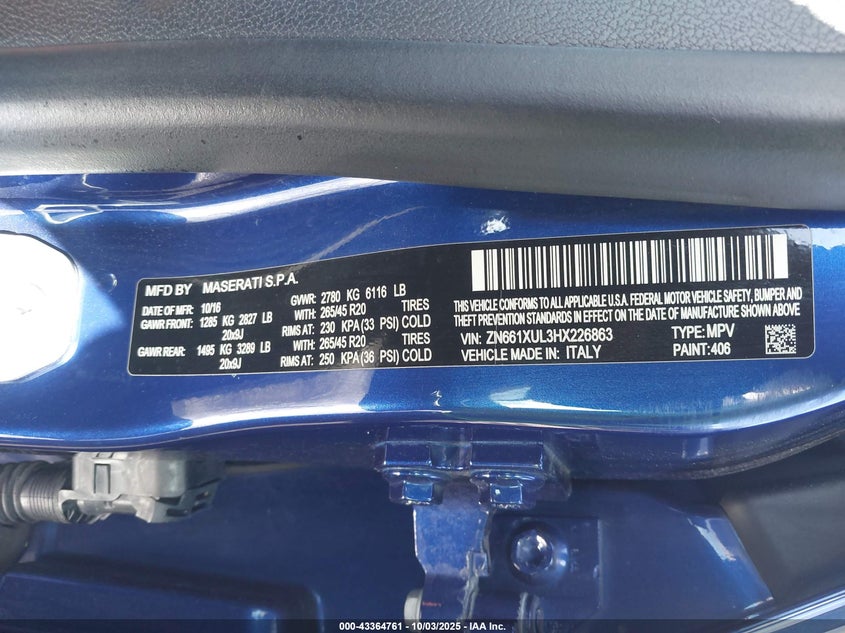 MFD BY MASERATI S.P.A.
DATE OF MFR: 10/16 GVWR: 2780 KG 6116 LB
GAWR FRONT: 1285 KG 2827 LB WITH: 265/45 R20 TIRES
20x9J RIMS AT: 230 KPA (33 PSI) COLD
GAWR REAR: 1495 KG 3289 LB WITH: 265/45 R20 TIRES
20x9J RIMS AT: 250 KPA (36 PSI) COLD
THIS VEHICLE CONFORMS TO ALL APPLICABLE U.S.A. FEDERAL MOTOR VEHICLE SAFETY, BUMPER, AND
THEFT PREVENTION STANDARDS IN EFFECT ON THE DATE OF MANUFACTURE SHOWN ABOVE
VIN: ZN661XUL3HX226863 TYPE: MPV
VEHICLE MADE IN: ITALY PAINT: 406
000-43364761 - 10/03/2025 - IAA Inc.